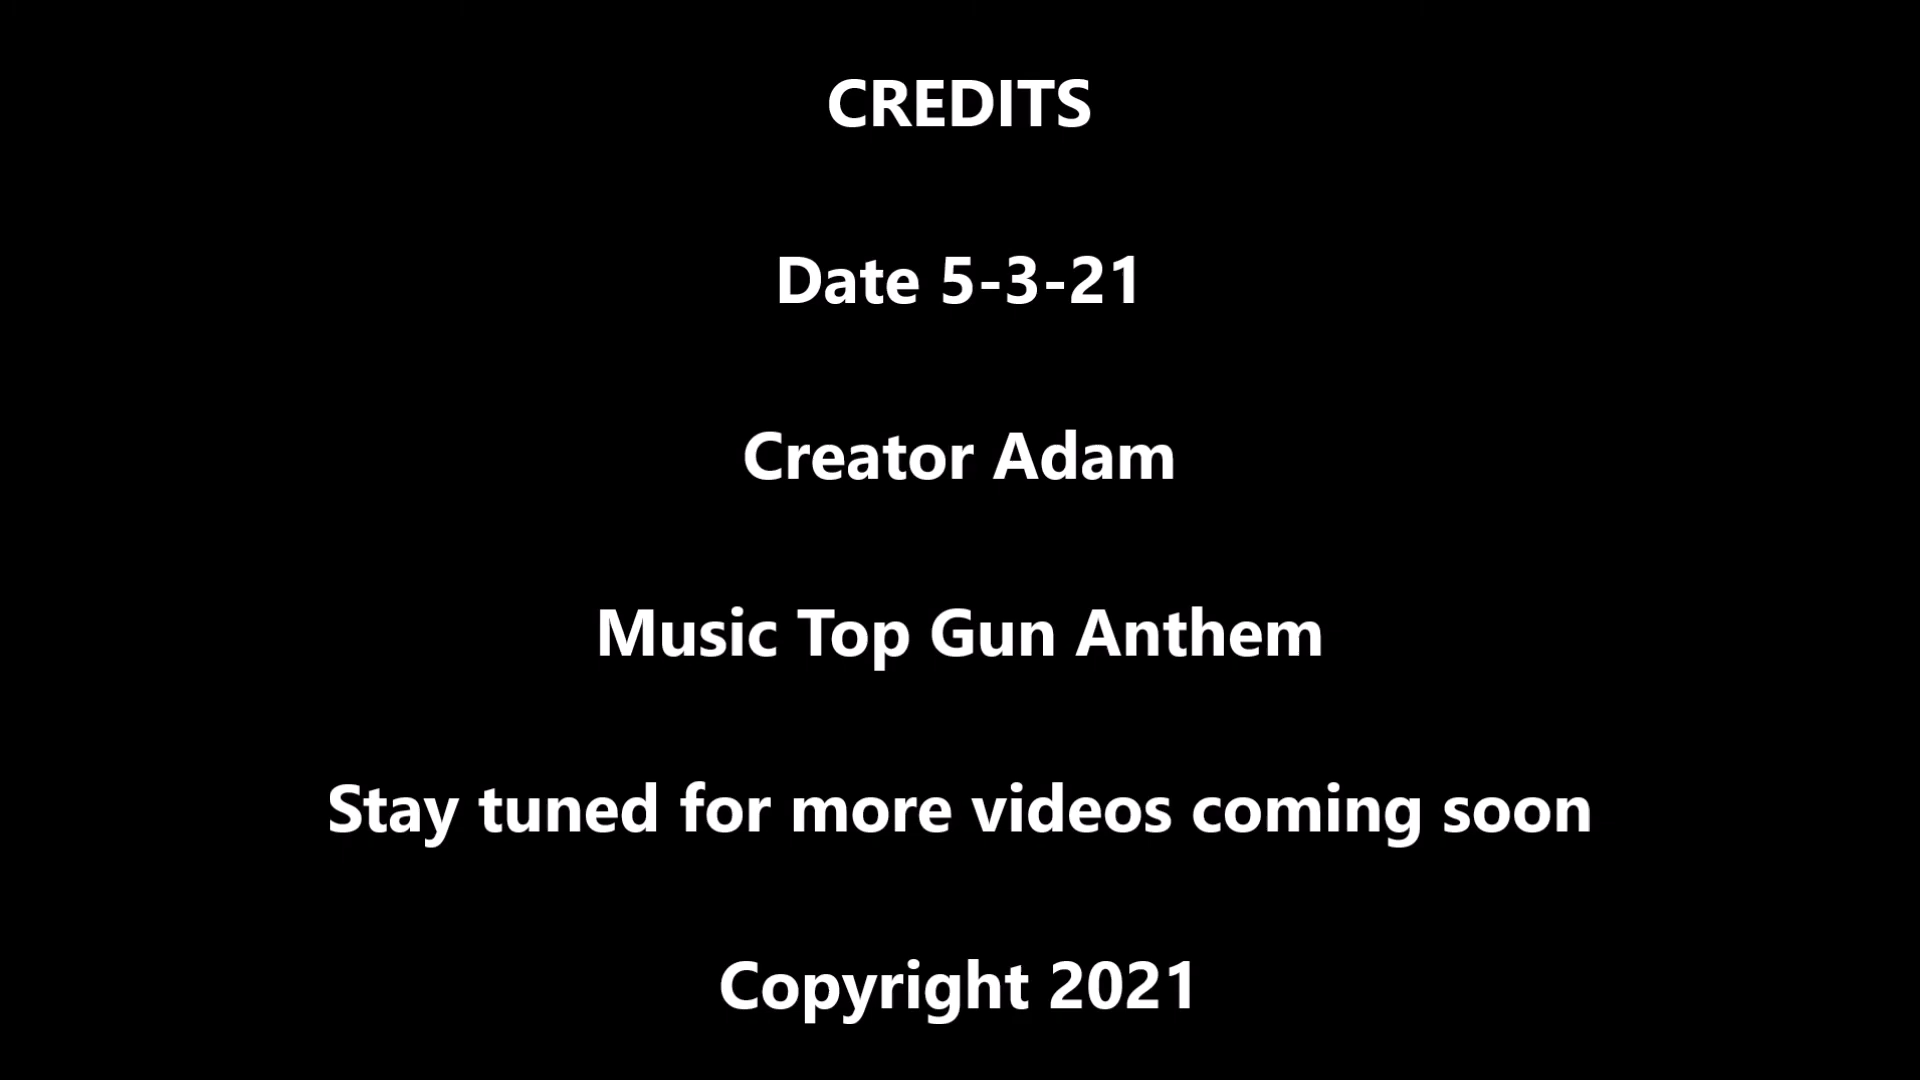 CREDITS
Date 5-3-21
Creator Adam
Music Top Gun Anthem
Stay tuned for more videos coming soon
Copyright 2021